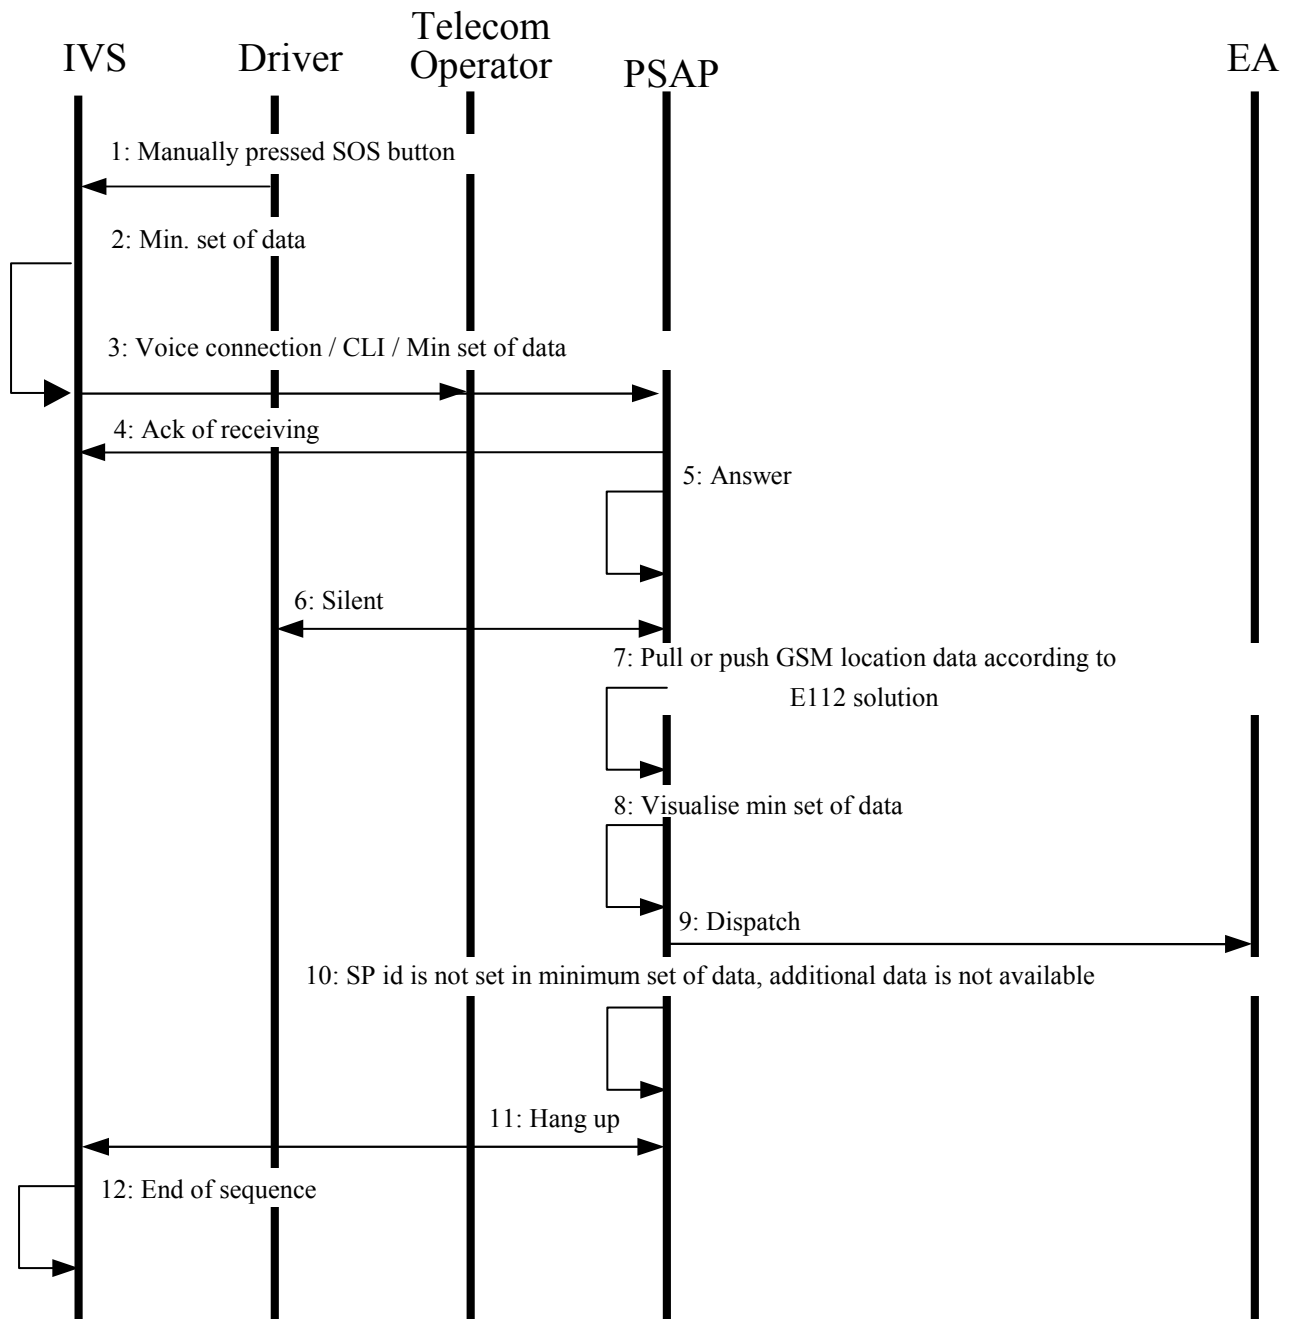 IVS
Driver
Telecom
Operator
PSAP
EA
1: Manually pressed SOS button
2: Min. set of data
3: Voice connection / CLI / Min set of data
4: Ack of receiving
5: Answer
6: Silent
7: Pull or push GSM location data according to
E112 solution
8: Visualise min set of data
9: Dispatch
10: SP id is not set in minimum set of data, additional data is not available
11: Hang up
12: End of sequence